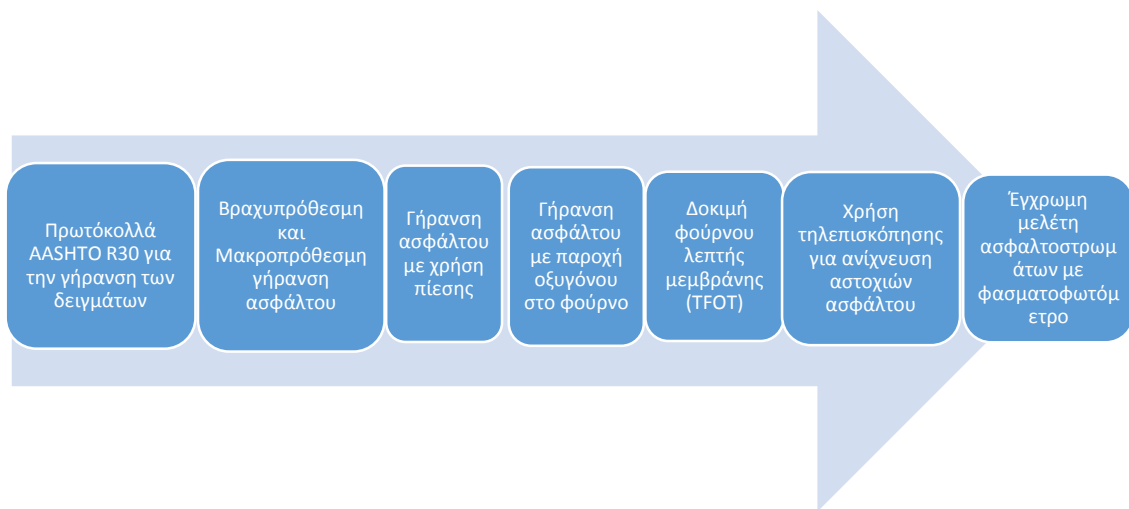 Πρωτόκολλά
AASHTO R30 για
την γήρανση των
δειγμάτων
Βραχυπρόθεσμη
και
Μακροπρόθεσμη
γήρανση
ασφάλτου
Γήρανση
ασφάλτου
με χρήση
πίεσης
Γήρανση
ασφάλτου
με παροχή
οξυγόνου
στο φούρνο
Δοκιμή
φούρνου
λεπτής
μεμβράνης
(TFOT)
Χρήση
τηλεπισκόπησης
για ανίχνευση
αστοχιών
ασφάλτου
Έγχρωμη
μελέτη
ασφαλτοστρωμ
άτων με
φασματοφωτόμ
ετρο